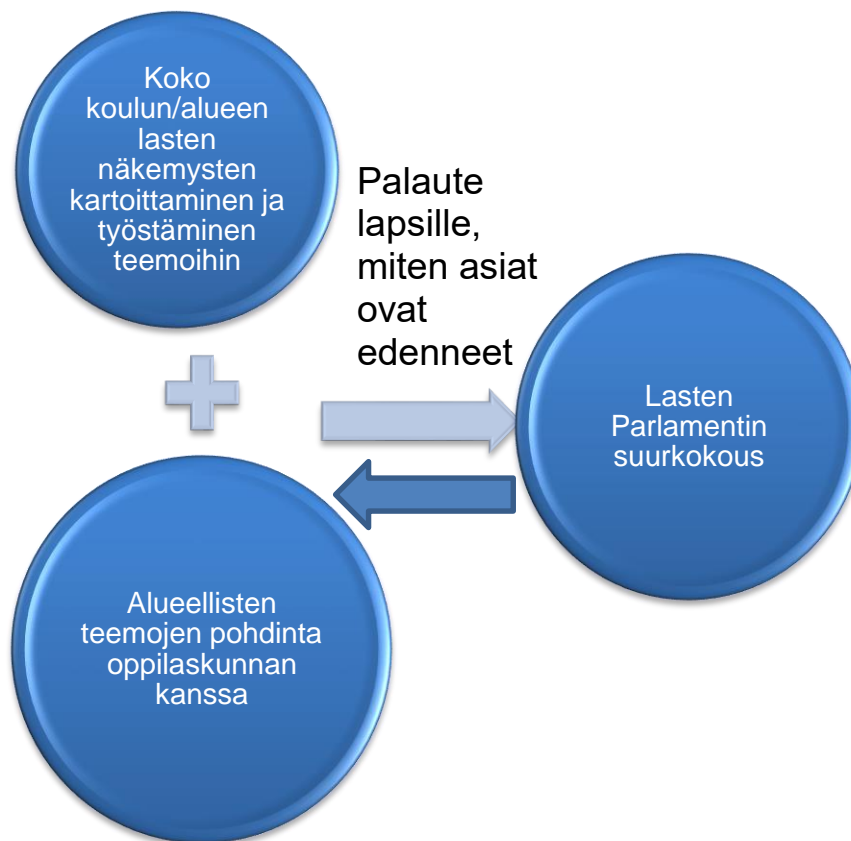 Koko
koulun/alueen
lasten
näkemysten
kartoittaminen ja
työstäminen
teemoihin
Palaute
lapsille,
miten asiat
ovat
edenneet
Lasten
Parlamentin
suurkokous
Alueellisten
teemojen pohdinta
oppilaskunnan
kanssa